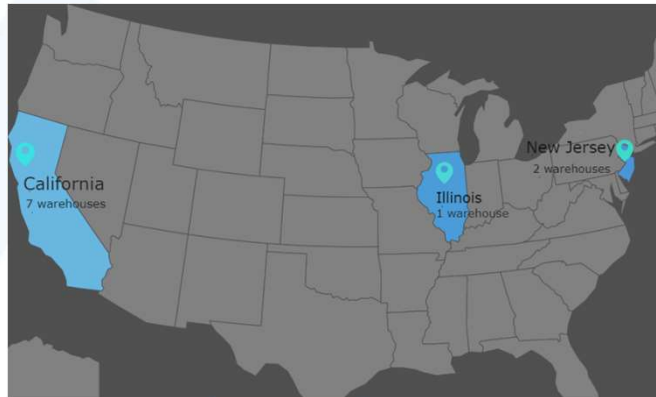 California
7 warehouses
Illinois
1 warehouse
New Jersey
2 warehouses